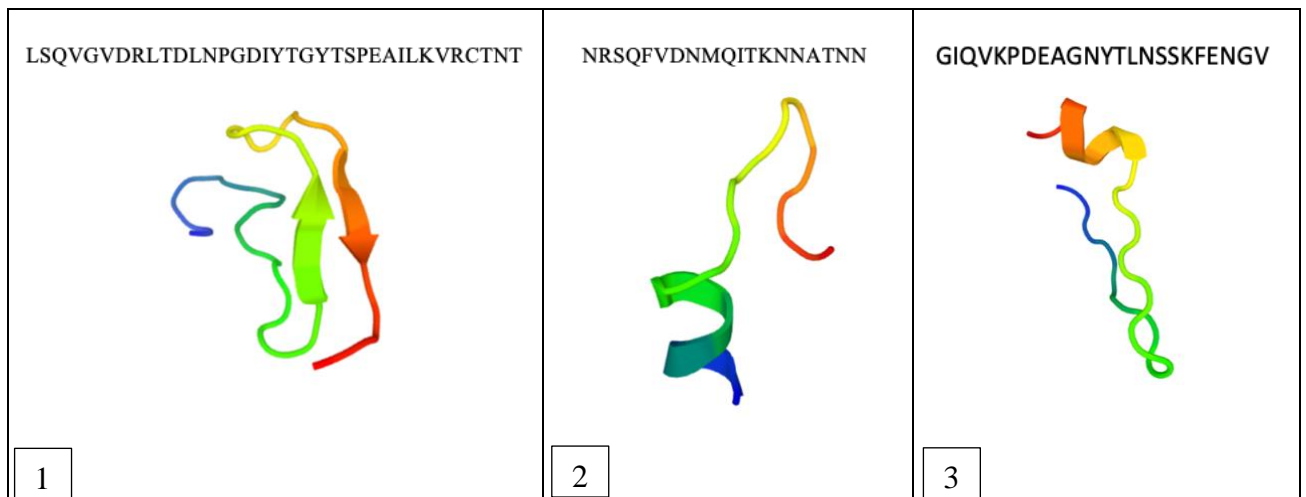 LSQVGVDRLTDLNPGDIYTGYTSPEAILKVRCTNT
NRSQFVDNMQITKNNATNN
GIQVKPDEAGNYTLNSSKFENGV
1
2
3